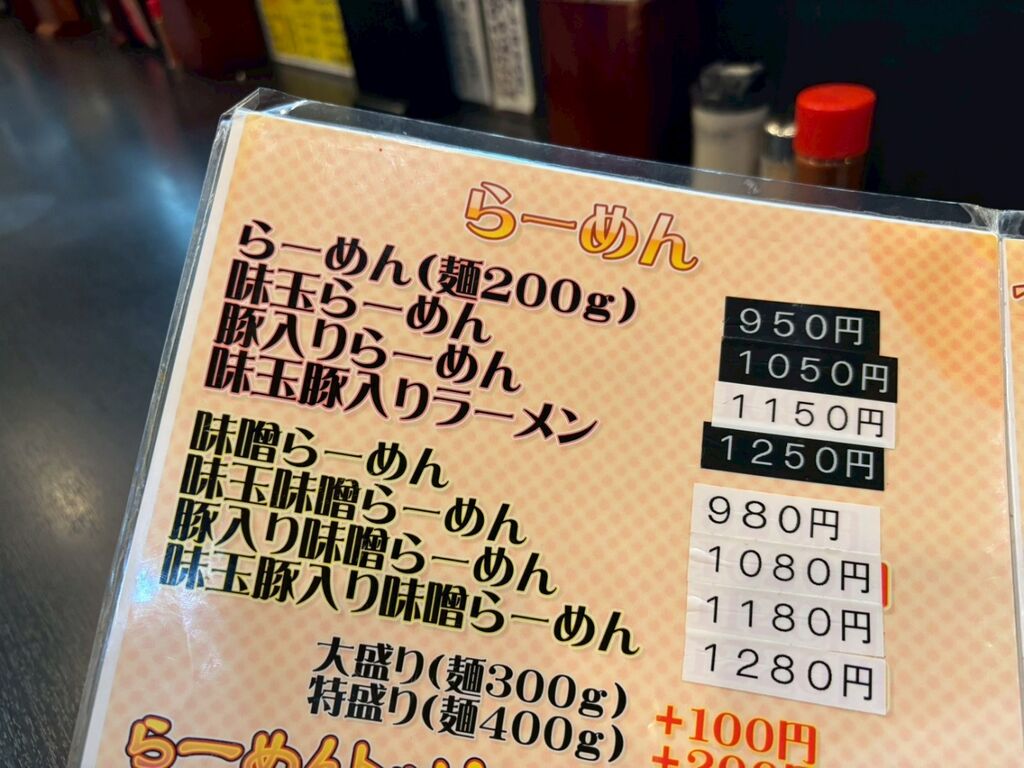 らーめん
らーめん(麺200g) 950円
味玉らーめん 1050円
豚入りらーめん 1150円
味玉豚入りラーメン 1250円
味噌らーめん 980円
味玉味噌らーめん 1080円
豚入り味噌らーめん 1180円
味玉豚入り味噌らーめん 1280円
大盛り(麺300g) +100円
特盛り(麺400g)
らーめん